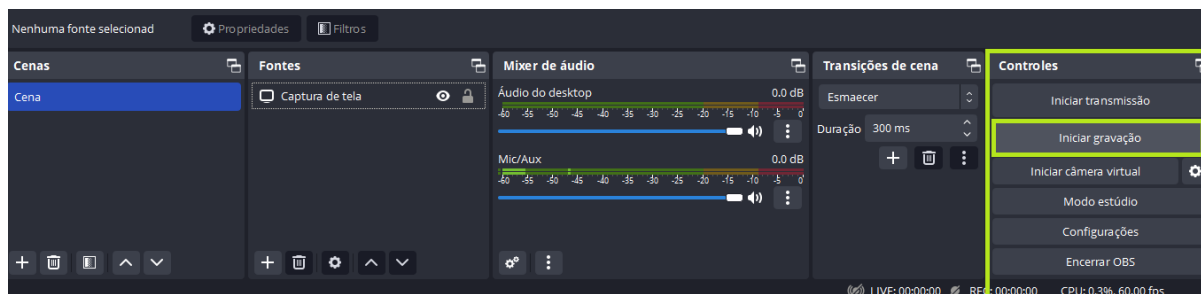 Nenhuma fonte selecionad
Propriedades
Filtros
Cenas
Cena
Fontes
Captura de tela
Mixer de áudio
Áudio do desktop 0.0 dB
-60 -55 -50 -45 -40 -35 -30 -25 -20 -15 -10 -5 0
Mic/Aux 0.0 dB
-60 -55 -50 -45 -40 -35 -30 -25 -20 -15 -10 -5 0
Transições de cena
Esmaecer
Duração 300 ms
Controles
Iniciar transmissão
Iniciar gravação
Iniciar câmera virtual
Modo estúdio
Configurações
Encerrar OBS
LIVE: 00:00:00 REC: 00:00:00 CPU: 0.3%, 60.00 fps